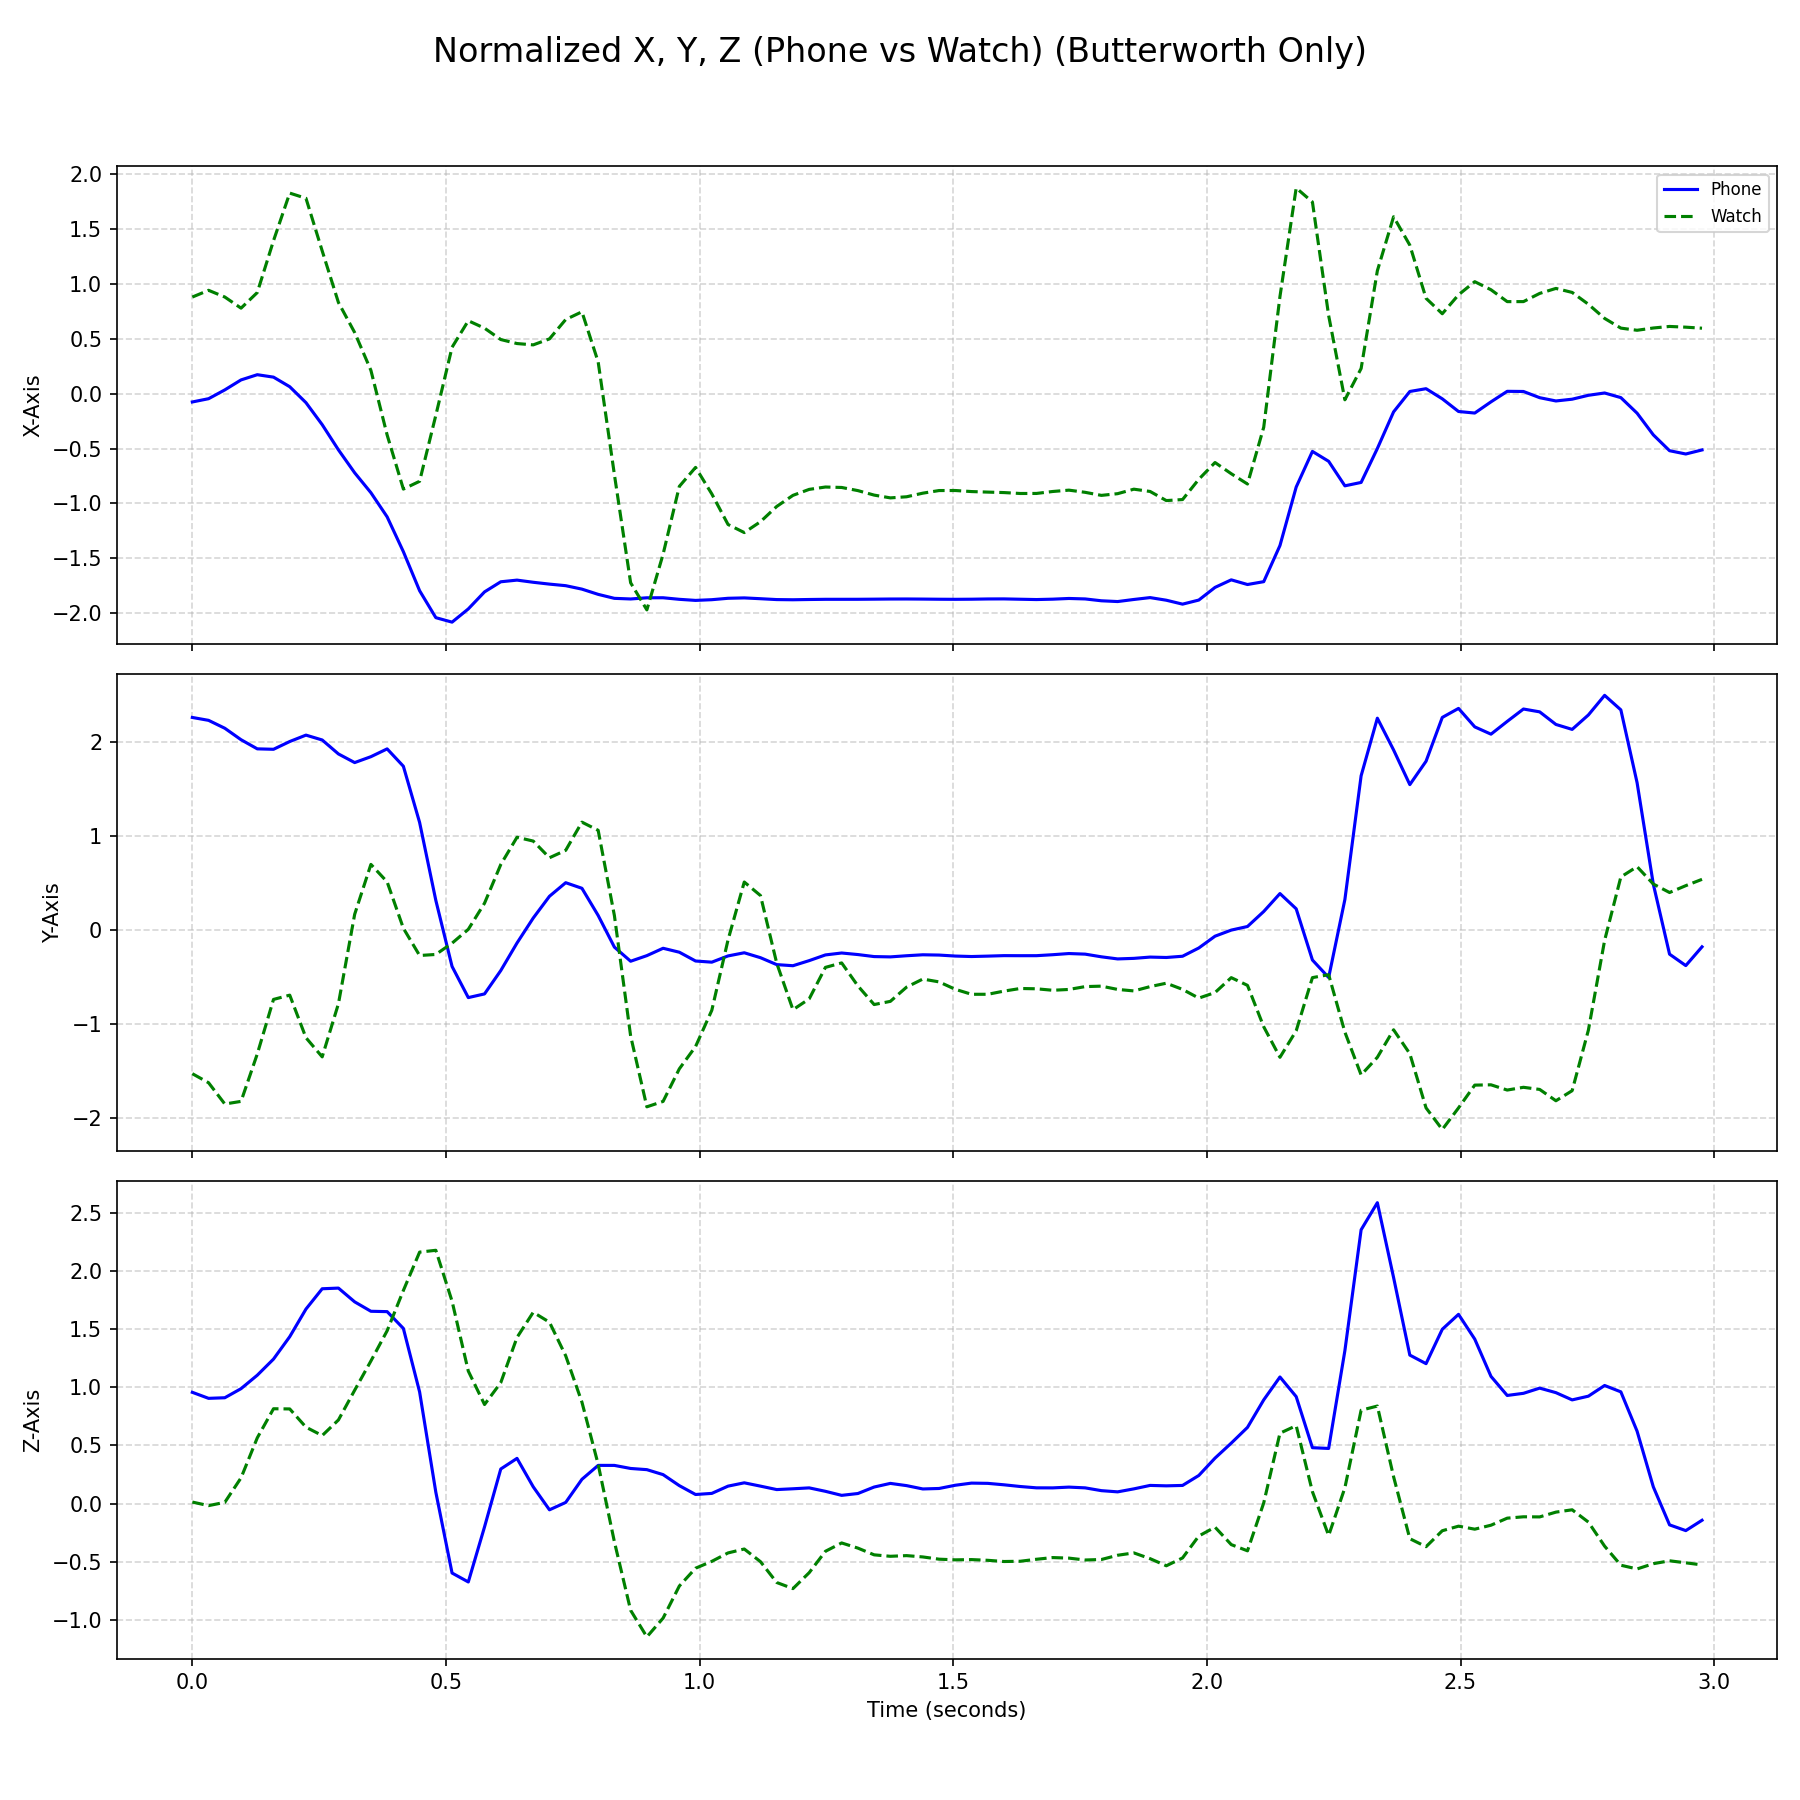 Normalized X, Y, Z (Phone vs Watch) (Butterworth Only)
Phone
Watch
2.0
1.5
1.0
0.5
0.0
−0.5
−1.0
−1.5
−2.0
X-Axis
2
1
0
−1
−2
Y-Axis
2.5
2.0
1.5
1.0
0.5
0.0
−0.5
−1.0
Z-Axis
0.0 0.5 1.0 1.5 2.0 2.5 3.0
Time (seconds)